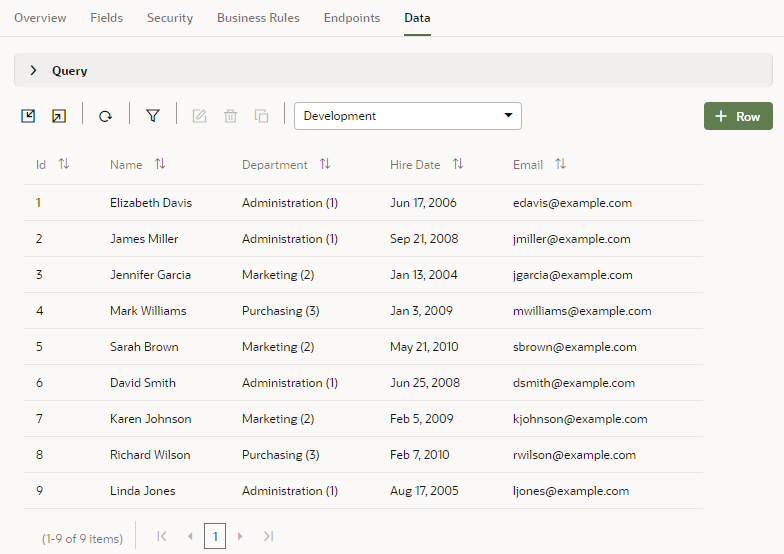 Overview Fields Security Business Rules Endpoints Data
Query
Development Row
Id Name Department Hire Date Email
1 Elizabeth Davis Administration (1) Jun 17, 2006 edavis@example.com
2 James Miller Administration (1) Sep 21, 2008 jmiller@example.com
3 Jennifer Garcia Marketing (2) Jan 13, 2004 jgarcia@example.com
4 Mark Williams Purchasing (3) Jan 3, 2009 mwilliams@example.com
5 Sarah Brown Marketing (2) May 21, 2010 sbrown@example.com
6 David Smith Administration (1) Jun 25, 2008 dsmith@example.com
7 Karen Johnson Marketing (2) Feb 5, 2009 kjohnson@example.com
8 Richard Wilson Purchasing (3) Feb 7, 2010 rwilson@example.com
9 Linda Jones Administration (1) Aug 17, 2005 ljones@example.com
(1-9 of 9 items) 1